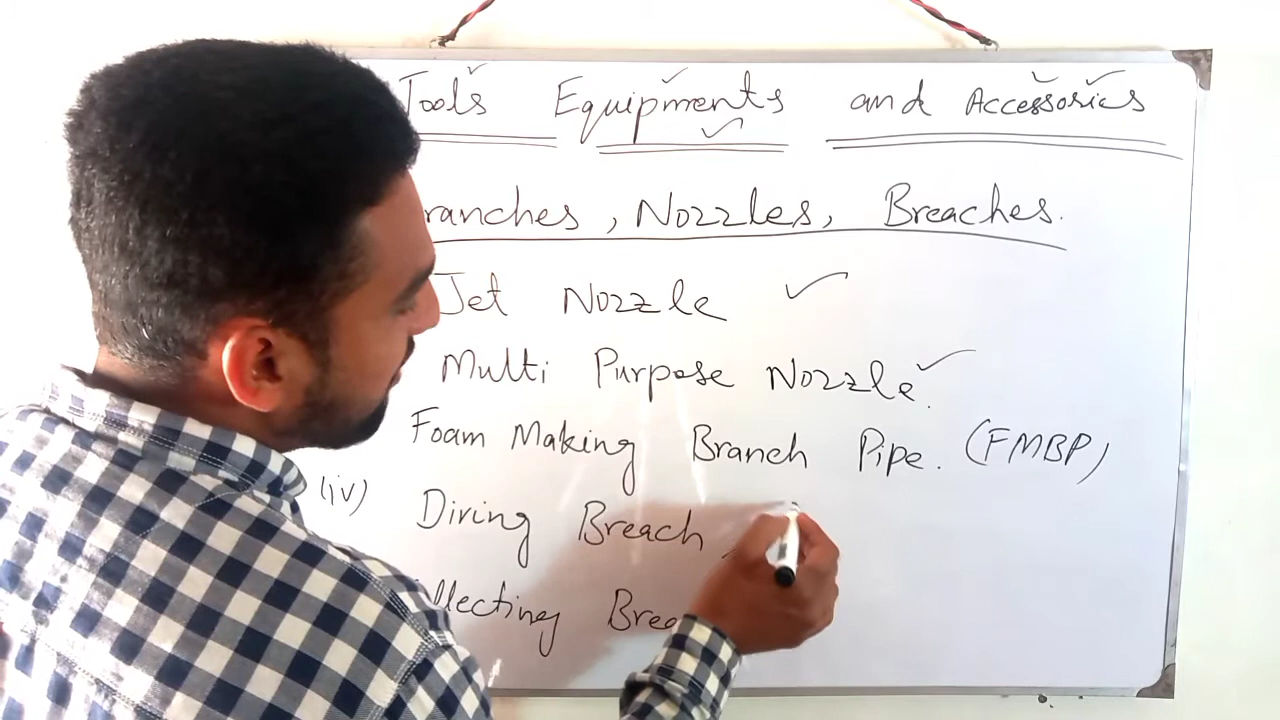 Tools Equipments and Accessories
ranches, Nozzles, Breaches.
Jet Nozzle
Multi Purpose Nozzle.
Foam Making Branch Pipe. (FMBP)
(iv) Diving Breach
llecting Brea